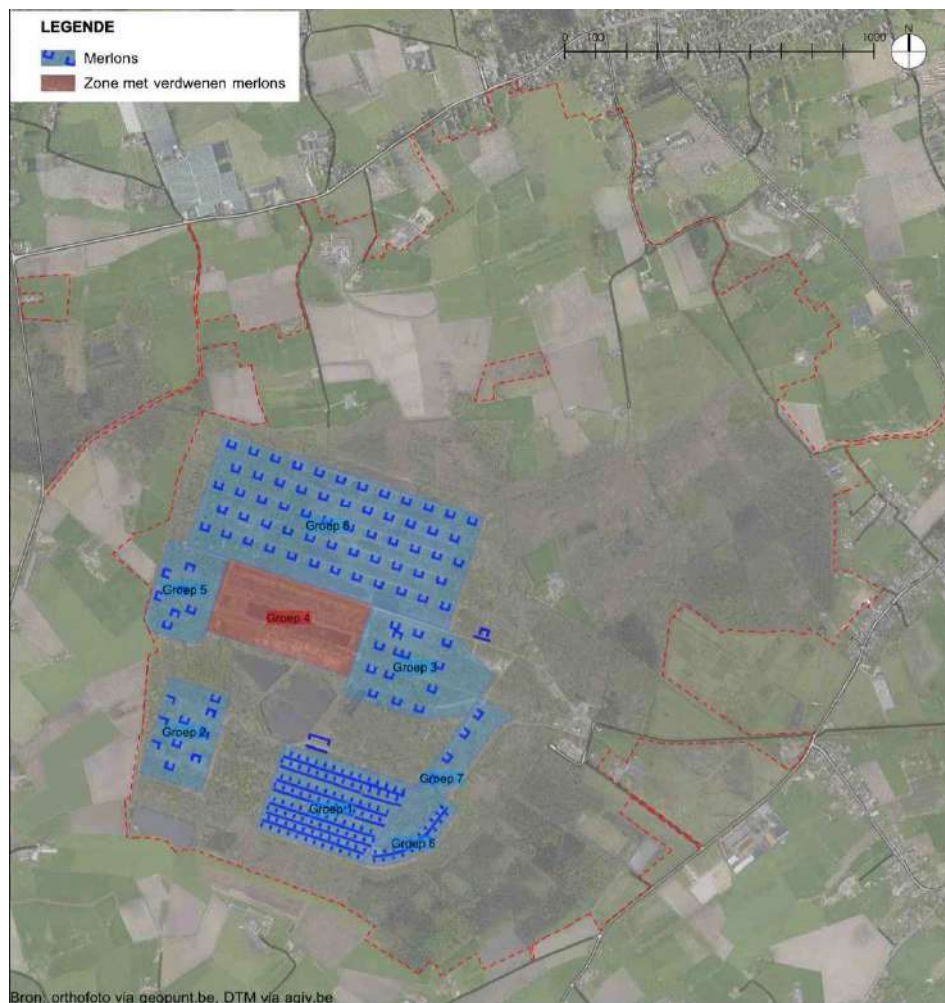 LEGENDE
Merlons
Zone met verdwenen merlons
0 100 1000
N
Groep 6
Groep 5
Groep 4
Groep 3
Groep 2
Groep 7
Groep 1
Groep 6
Bron: orthofoto via geopunt.be, DTM via agiv.be